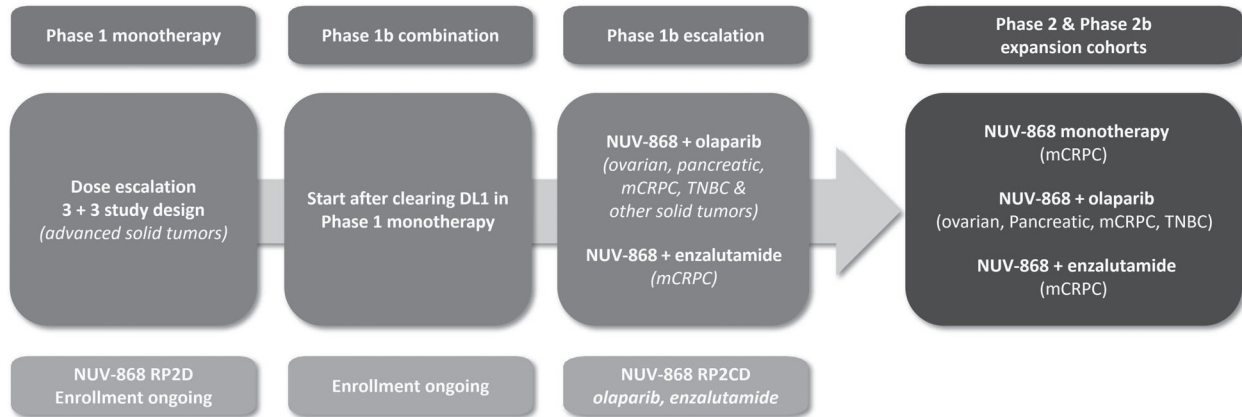 Phase 1 monotherapy
Phase 1b combination
Phase 1b escalation
Phase 2 & Phase 2b
expansion cohorts
Dose escalation
3 + 3 study design
(advanced solid tumors)
Start after clearing DL1 in
Phase 1 monotherapy
NUV-868 + olaparib
(ovarian, pancreatic,
mCRPC, TNBC &
other solid tumors)
NUV-868 + enzalutamide
(mCRPC)
NUV-868 monotherapy
(mCRPC)
NUV-868 + olaparib
(ovarian, Pancreatic, mCRPC, TNBC)
NUV-868 + enzalutamide
(mCRPC)
NUV-868 RP2D
Enrollment ongoing
Enrollment ongoing
NUV-868 RP2CD
olaparib, enzalutamide